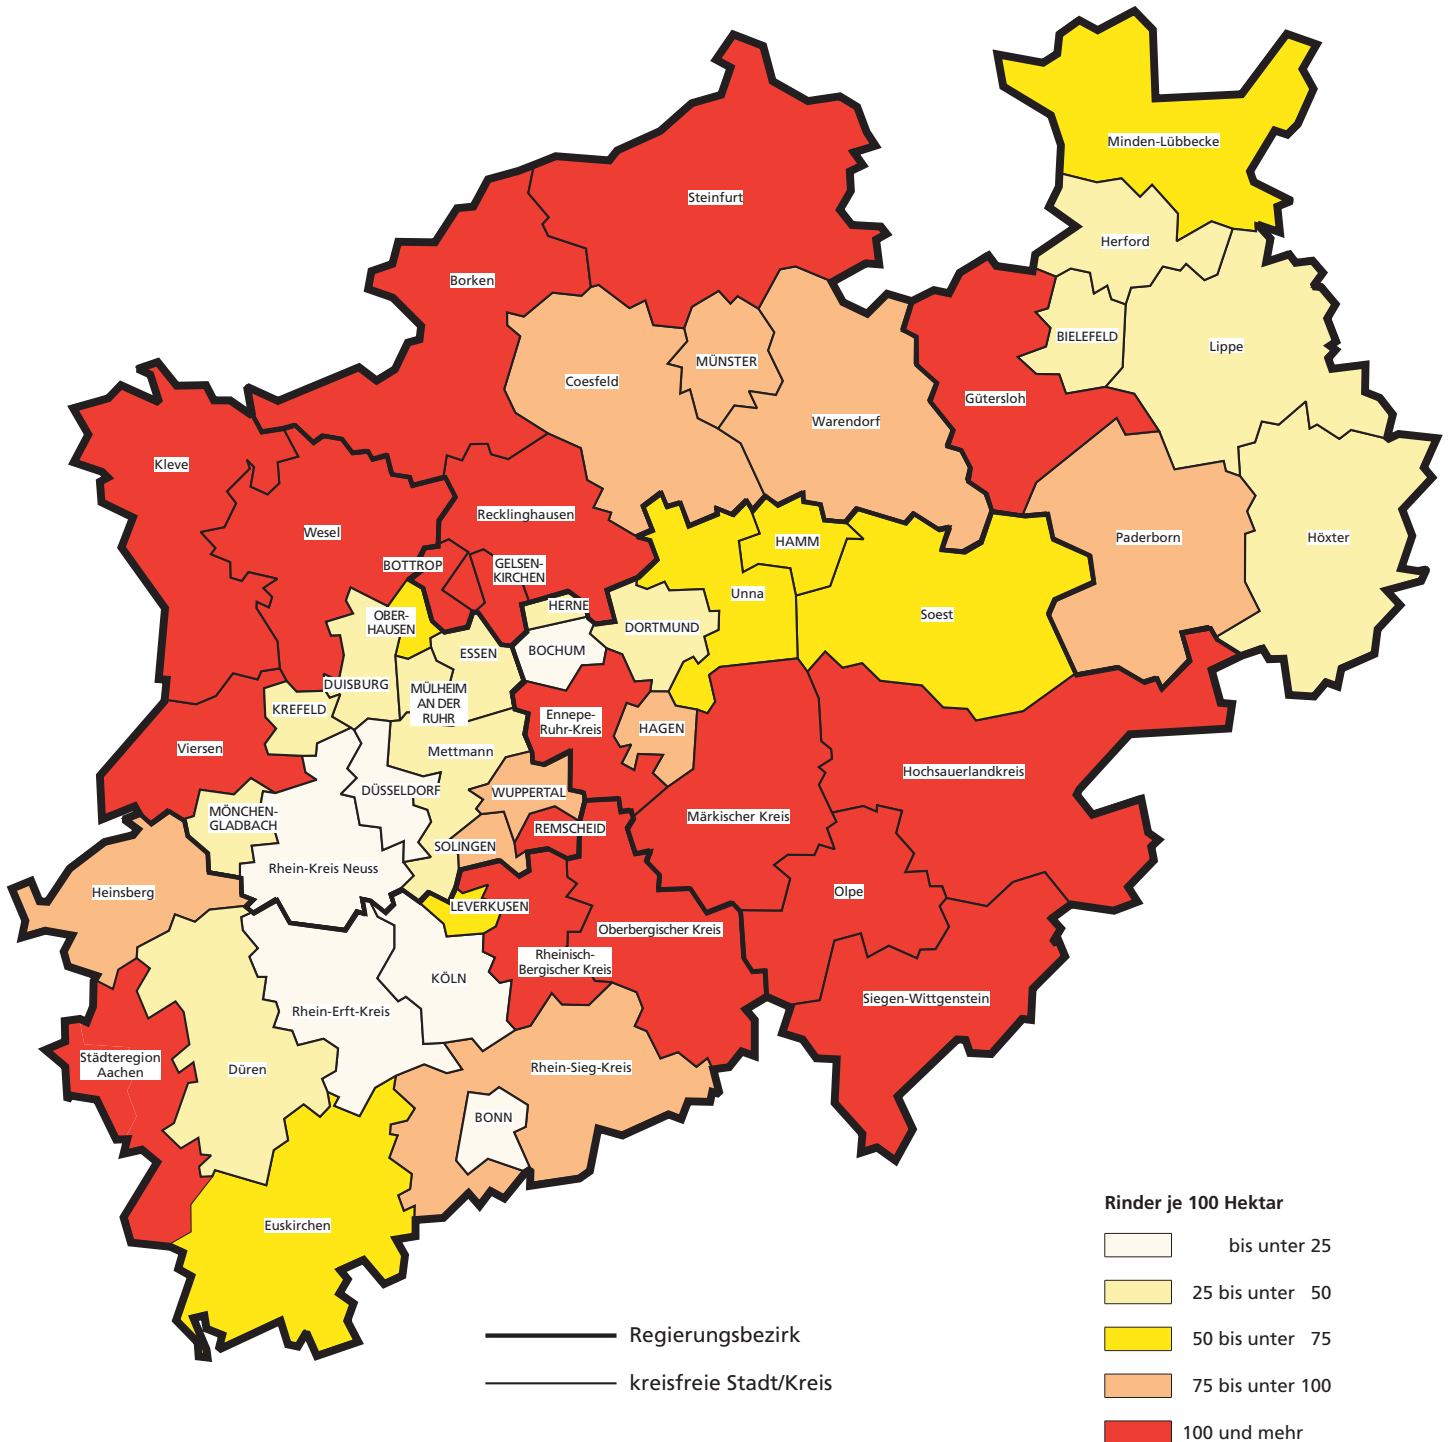 Minden-Lübbecke
Steinfurt
Herford
Borken
BIELEFELD
Lippe
MÜNSTER
Coesfeld
Gütersloh
Warendorf
Kleve
Recklinghausen
Wesel
Paderborn
Höxter
HAMM
BOTTROP
GELSEN-
KIRCHEN
Unna
HERNE
Soest
OBER-
HAUSEN
DORTMUND
ESSEN
BOCHUM
DUISBURG
MÜLHEIM
AN DER
RUHR
KREFELD
Ennepe-
Ruhr-Kreis
HAGEN
Viersen
Mettmann
Hochsauerlandkreis
DÜSSELDORF
WUPPERTAL
MÖNCHEN-
GLADBACH
Märkischer Kreis
REMSCHEID
SOLINGEN
Rhein-Kreis Neuss
Heinsberg
Olpe
LEVERKUSEN
Oberbergischer Kreis
Rheinisch-
Bergischer Kreis
KÖLN
Siegen-Wittgenstein
Rhein-Erft-Kreis
Städteregion
Aachen
Düren
Rhein-Sieg-Kreis
BONN
Euskirchen
Rinder je 100 Hektar
bis unter 25
25 bis unter 50
50 bis unter 75
75 bis unter 100
100 und mehr
Regierungsbezirk
kreisfreie Stadt/Kreis